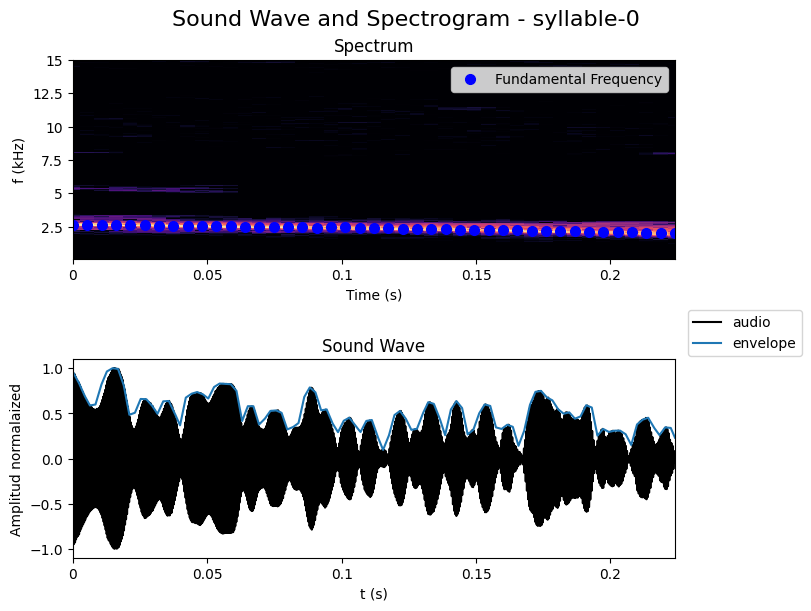 Sound Wave and Spectrogram - syllable-0
Spectrum
15
12.5
10
7.5
5
2.5
f (kHz)
Fundamental Frequency
0 0.05 0.1 0.15 0.2
Time (s)
audio
envelope
Sound Wave
1.0
0.5
0.0
−0.5
−1.0
Amplitud normalaized
0 0.05 0.1 0.15 0.2
t (s)